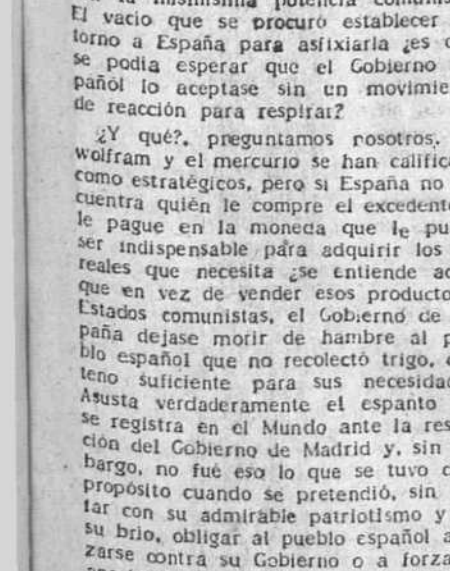 El vacío que se procuró establecer
torno a España para asfixiarla ¿es
se podia esperar que el Gobierno
pañol lo aceptase sin un movimie
de reacción para respirar?
¿Y qué?, preguntamos nosotros.
Wolfram y el mercurio se han califica
como estratégicos, pero si España no
cuentra quién le compre el excedent
le pague en la moneda que le pu
ser indispensable para adquirir los
reales que necesita ¿se entiende ac
que en vez de vender esos producto
Estados comunistas, el Gobierno de
paña dejase morir de hambre al p
blo español que no recolectó trigo,
teno suficiente para sus necesidad
Asusta verdaderamente el espanto
se registra en el Mundo ante la res
ción del Gobierno de Madrid y, sin
bargo, no fué eso lo que se tuvo
propósito cuando se pretendió, sin
tar con su admirable patriotismo y
su brio, obligar al pueblo español a
zarse contra su Gobierno o a forza